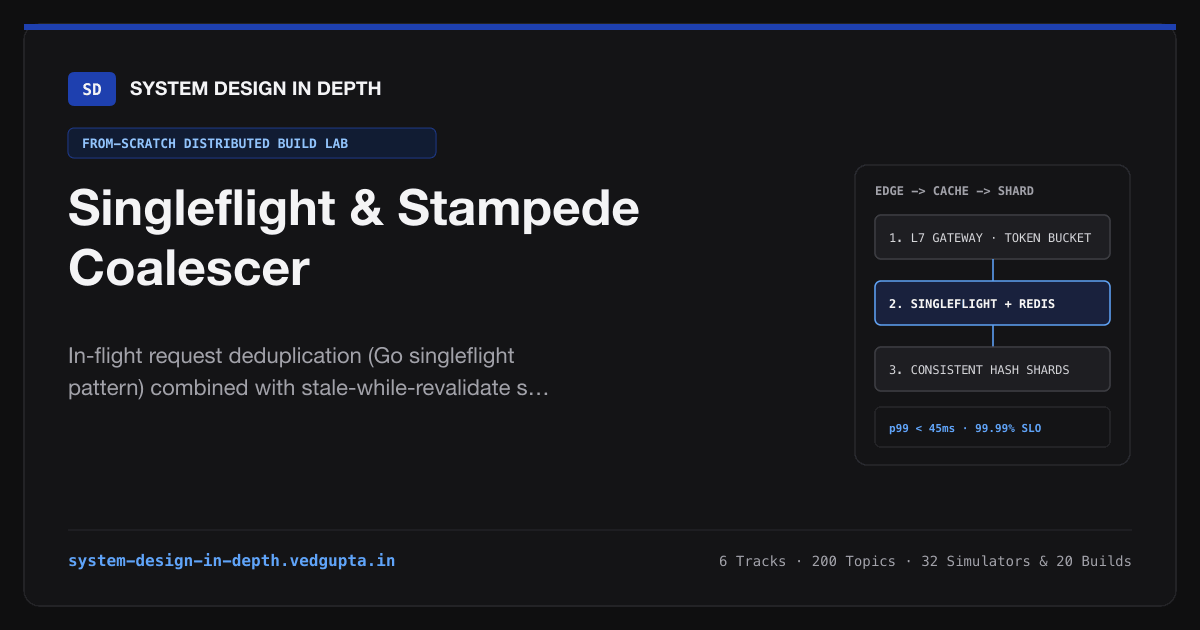 SD
SYSTEM DESIGN IN DEPTH
FROM–SCRATCH DISTRIBUTED BUILD LAB
Singleflight & Stampede
Coalescer
In-flight request deduplication (Go singleflight
pattern) combined with stale-while-revalidate s...
EDGE –> CACHE –> SHARD
1. L7 GATEWAY · TOKEN BUCKET
2. SINGLEFLIGHT + REDIS
3. CONSISTENT HASH SHARDS
p99 < 45ms · 99.99% SLO
system-design-in-depth.vedgupta.in
6 Tracks · 200 Topics · 32 Simulators & 20 Builds